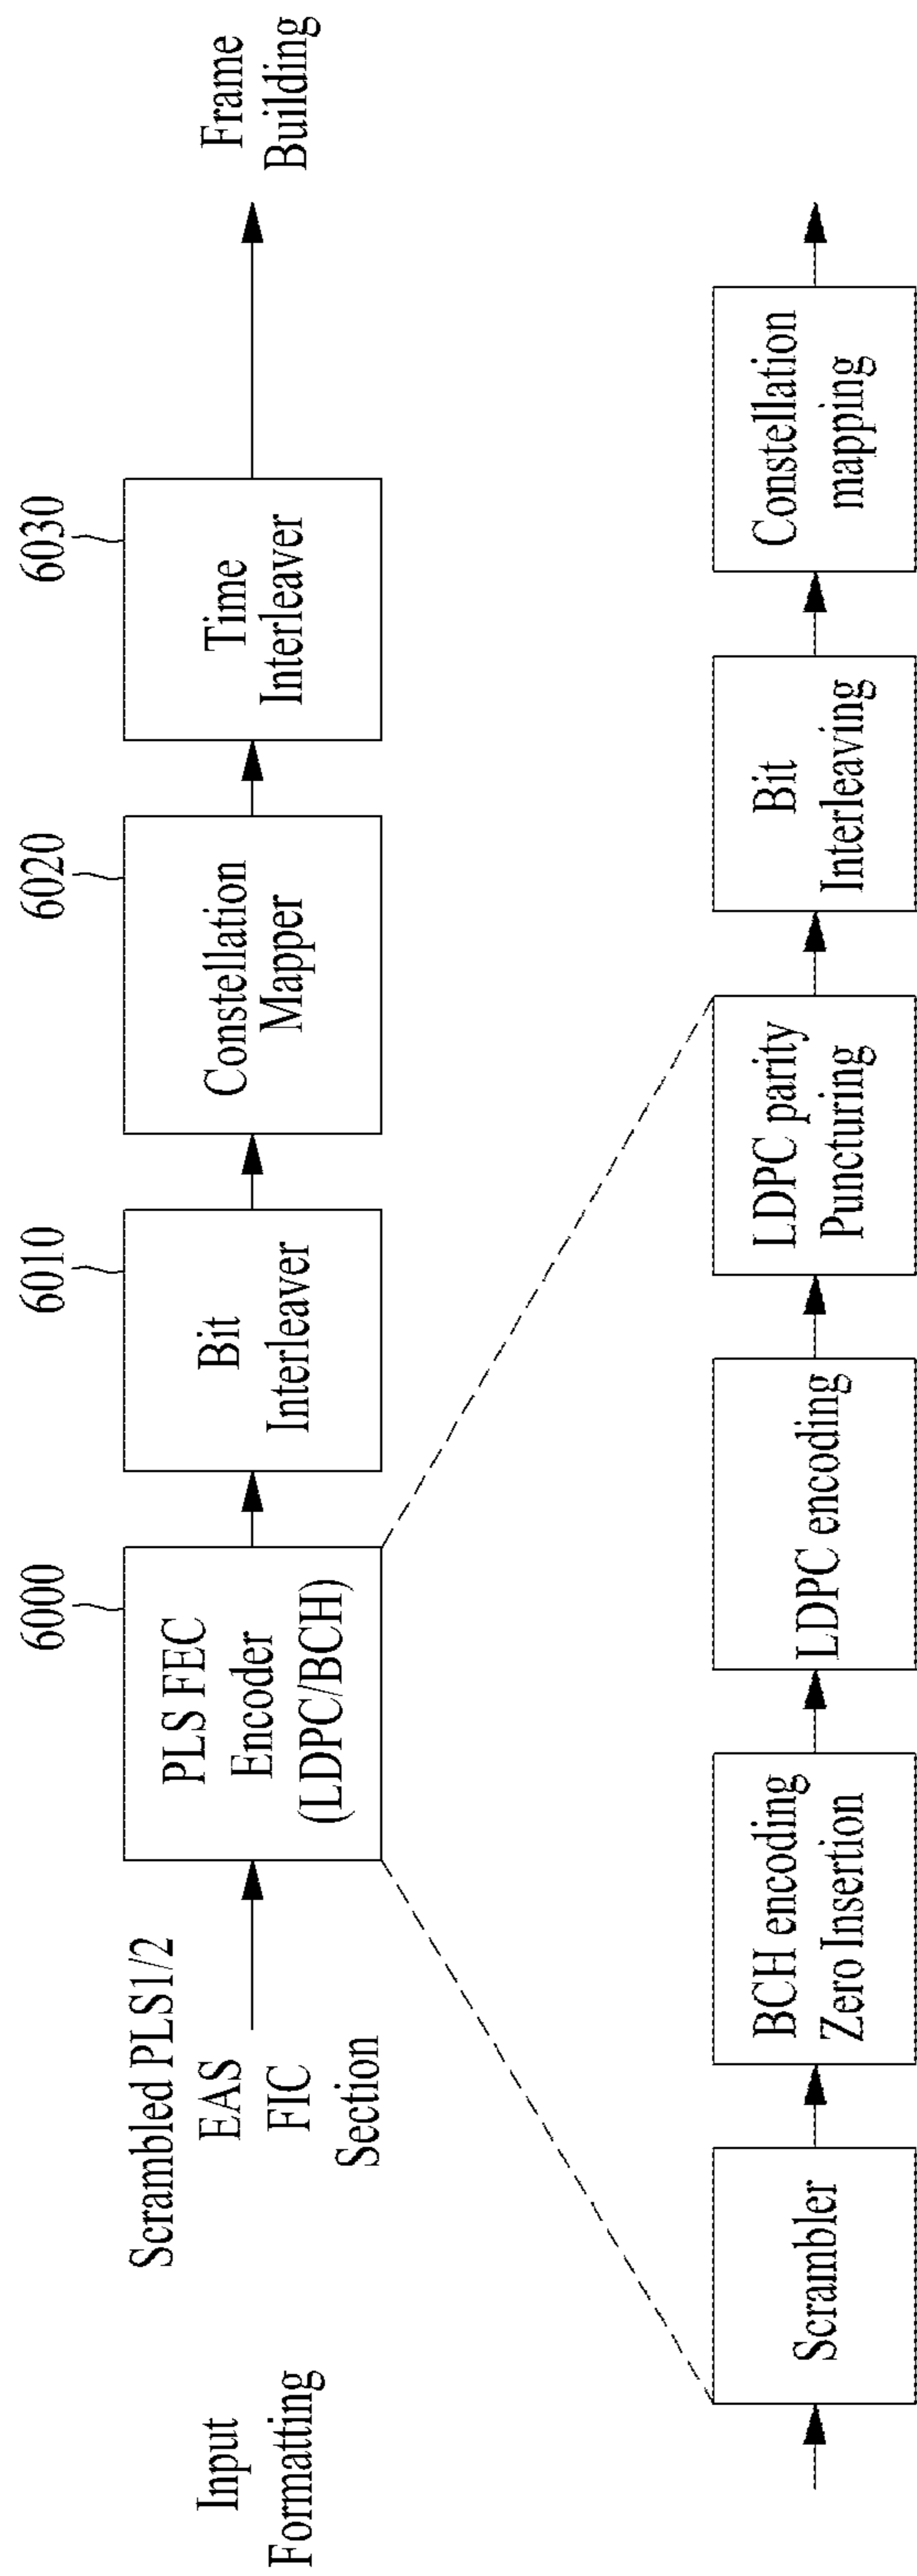 Input
Formatting
Scrambled PLS1/2
EAS
FIC
Section
6000
PLS FEC
Encoder
(LDPC/BCH)
6010
Bit
Interleaver
6020
Constellation
Mapper
6030
Time
Interleaver
Frame
Building
Scrambler
BCH encoding
Zero Insertion
LDPC encoding
LDPC parity
Puncturing
Bit
Interleaving
Constellation
mapping